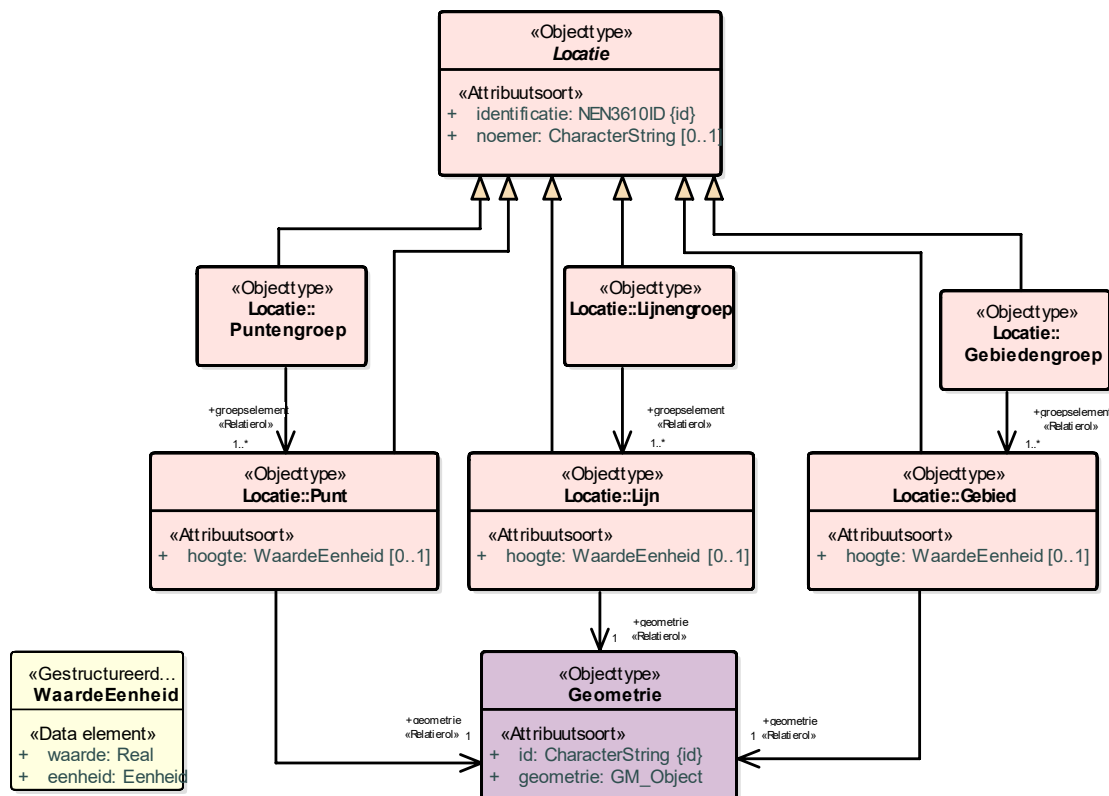 «Objecttype»
Locatie
«Attribuutsoort»
+ identificatie: NEN3610ID {id}
+ noemer: CharacterString [0..1]
«Objecttype»
Locatie::
Puntengroep
«Objecttype»
Locatie::Lijnengroep
«Objecttype»
Locatie::
Gebiedengroep
+groepselement
«Relatierol»
1..*
+groepselement
«Relatierol»
1..*
+groepselement
«Relatierol»
1..*
«Objecttype»
Locatie::Punt
«Attribuutsoort»
+ hoogte: WaardeEenheid [0..1]
«Objecttype»
Locatie::Lijn
«Attribuutsoort»
+ hoogte: WaardeEenheid [0..1]
«Objecttype»
Locatie::Gebied
«Attribuutsoort»
+ hoogte: WaardeEenheid [0..1]
+geometrie
1 «Relatierol»
«Gestructureerd...
WaardeEenheid
«Data element»
+ waarde: Real
+ eenheid: Eenheid
+geometrie
«Relatierol» 1
«Objecttype»
Geometrie
«Attribuutsoort»
+ id: CharacterString {id}
+ geometrie: GM_Object
+geometrie
1 «Relatierol»